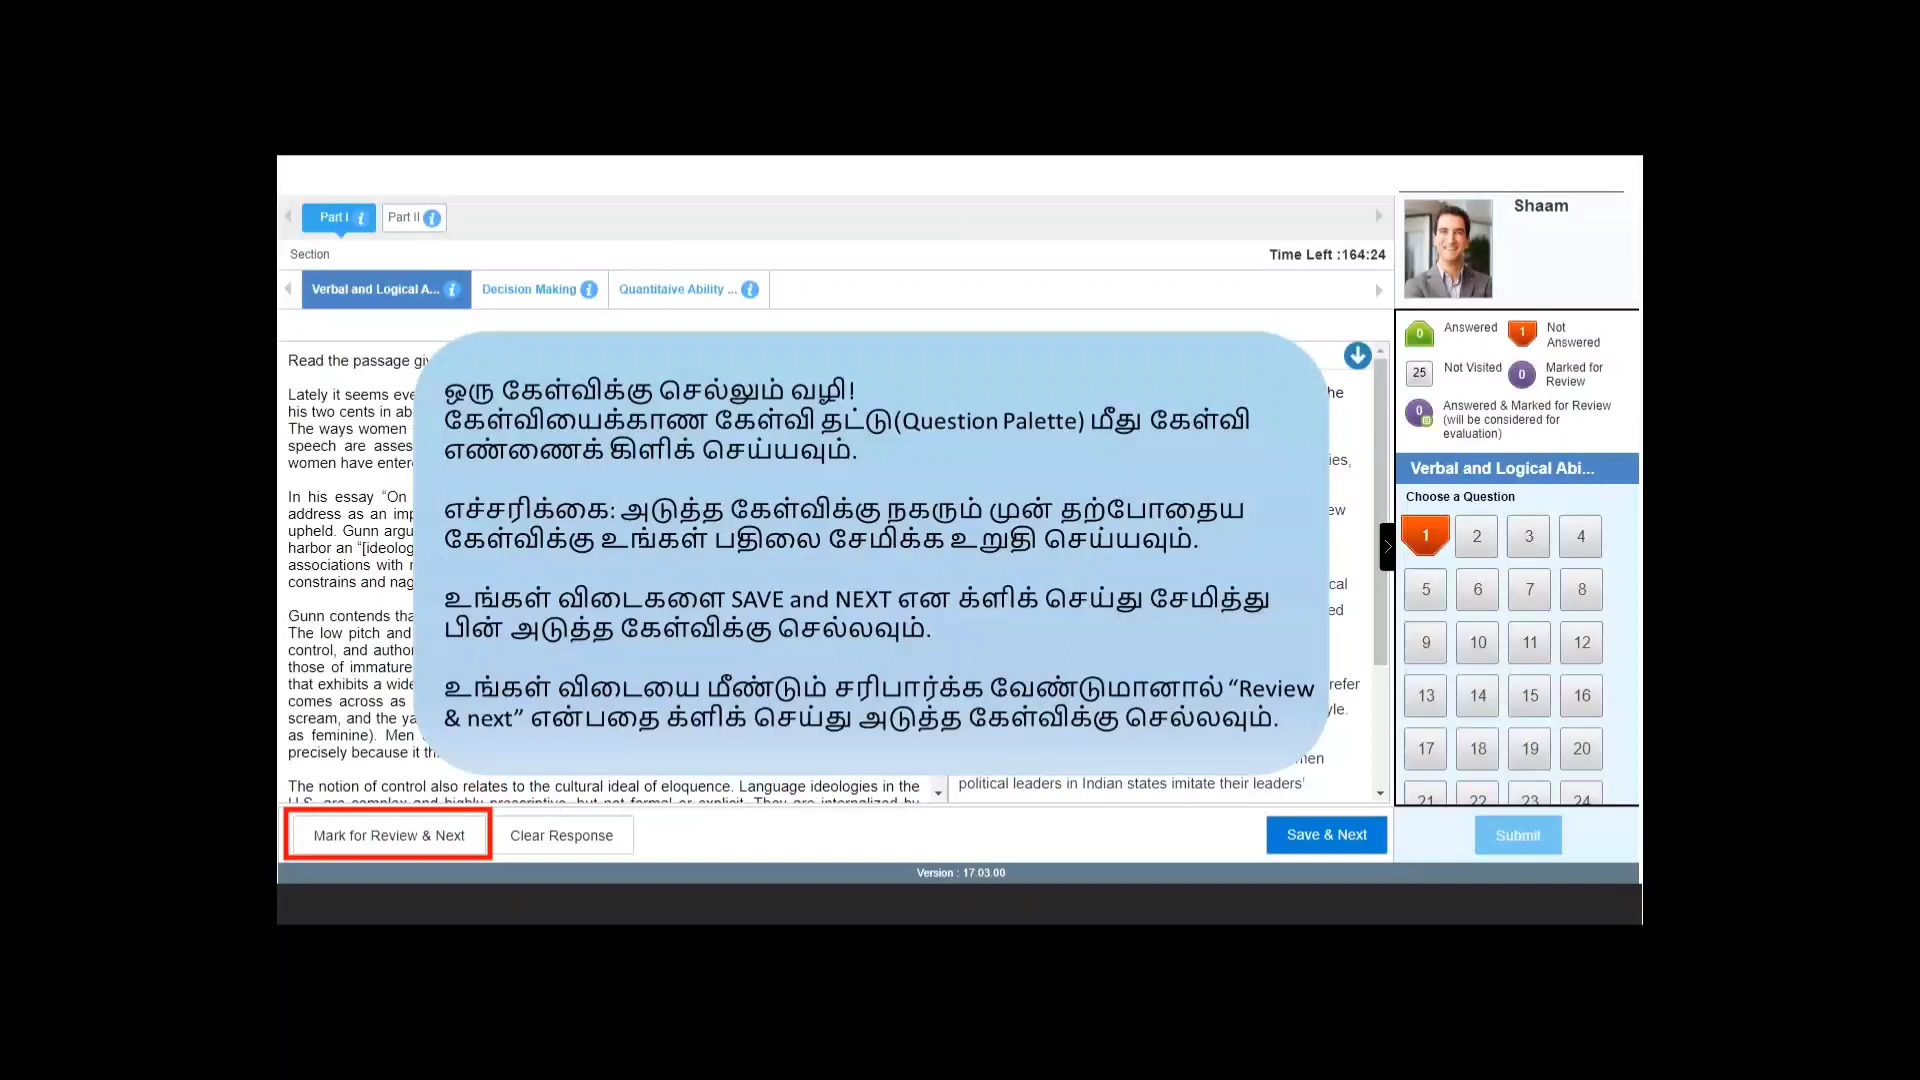 Part I
Part II
Shaam
Section
Time Left :164:24
Verbal and Logical A...
Decision Making
Quantitaive Ability ...
0 Answered
1 Not Answered
25 Not Visited
0 Marked for Review
0 Answered & Marked for Review (will be considered for evaluation)
Read the passage
Lately it seems
his two cents in
The ways women
speech are
women have
In his essay “On
address as an
upheld. Gunn
harbor an
associations with
constrains and
Gunn contends
The low pitch and
control, and
those of immature
that exhibits a
comes across as
scream, and the
as feminine). Men
precisely because it
The notion of control also relates to the cultural ideal of eloquence. Language ideologies in the
ஒரு கேள்விக்கு செல்லும் வழி!
கேள்வியைக்காண கேள்வி தட்டு(Question Palette) மீது கேள்வி
எண்ணைக் கிளிக் செய்யவும்.
எச்சரிக்கை: அடுத்த கேள்விக்கு நகரும் முன் தற்போதைய
கேள்விக்கு உங்கள் பதிலை சேமிக்க உறுதி செய்யவும்.
உங்கள் விடைகளை SAVE and NEXT என க்ளிக் செய்து சேமித்து
பின் அடுத்த கேள்விக்கு செல்லவும்.
உங்கள் விடையை மீண்டும் சரிபார்க்க வேண்டுமானால் “Review
& next” என்பதை க்ளிக் செய்து அடுத்த கேள்விக்கு செல்லவும்.
political leaders in Indian states imitate their leaders’
Verbal and Logical Abi...
Choose a Question
1 2 3 4
5 6 7 8
9 10 11 12
13 14 15 16
17 18 19 20
21 22 23 24
Mark for Review & Next
Clear Response
Save & Next
Submit
Version : 17.03.00